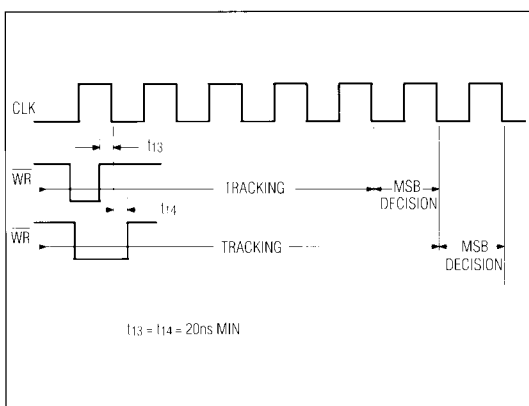 CLK
t13
WR
TRACKING
MSB
DECISION
t14
WR
TRACKING
MSB
DECISION
t13 = t14 = 20ns MIN